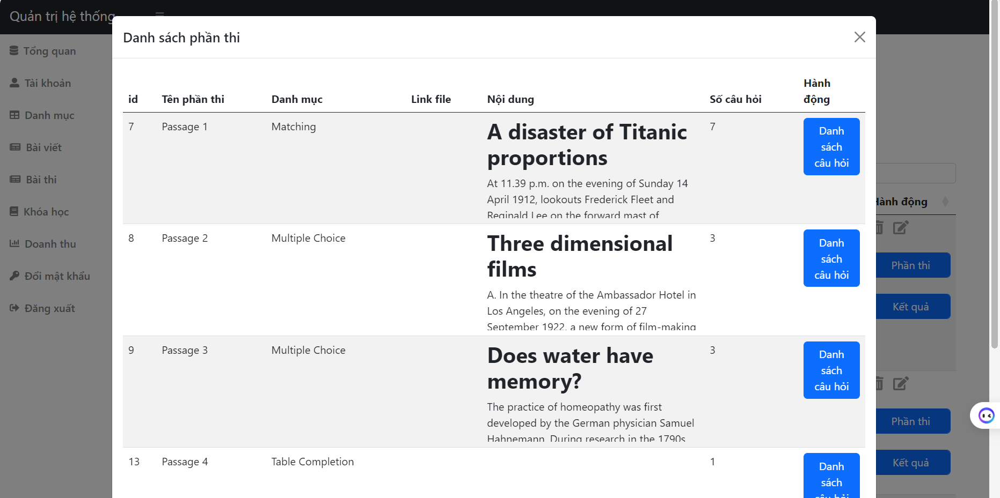 Quản trị hệ thống
Danh sách phần thi
Tổng quan
Tài khoản
Danh mục
Bài viết
Bài thi
Khóa học
Doanh thu
Đổi mật khẩu
Đăng xuất
id Tên phần thi Danh mục Link file Nội dung Số câu hỏi Hành động
7 Passage 1 Matching
A disaster of Titanic
proportions
At 11.39 p.m. on the evening of Sunday 14
April 1912, lookouts Frederick Fleet and
Reginald Lee on the forward mast of
7
Danh
sách
câu hỏi
8 Passage 2 Multiple Choice
Three dimensional
films
A. In the theatre of the Ambassador Hotel in
Los Angeles, on the evening of 27
September 1922, a new form of film-making
3
Danh
sách
câu hỏi
9 Passage 3 Multiple Choice
Does water have
memory?
The practice of homeopathy was first
developed by the German physician Samuel
Hahnemann. During research in the 1790s
3
Danh
sách
câu hỏi
13 Passage 4 Table Completion 1
Danh
sách
câu hỏi
Hành động
Phần thi
Kết quả
Phần thi
Kết quả